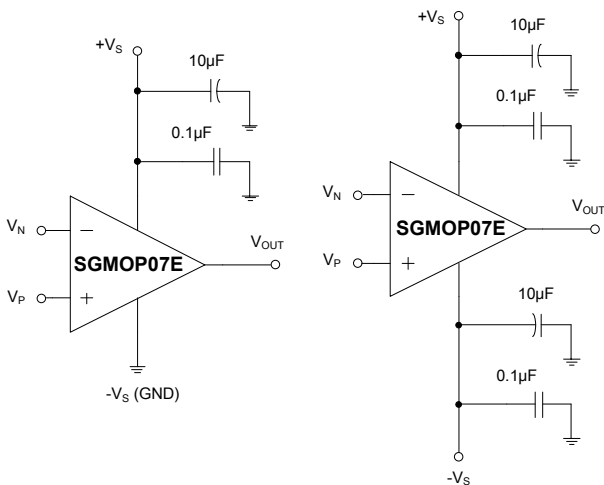 +VS
10µF
0.1µF
VN
SGMOP07E
VOUT
VP
-VS (GND)
+VS
10µF
0.1µF
VN
SGMOP07E
VOUT
VP
10µF
0.1µF
-VS